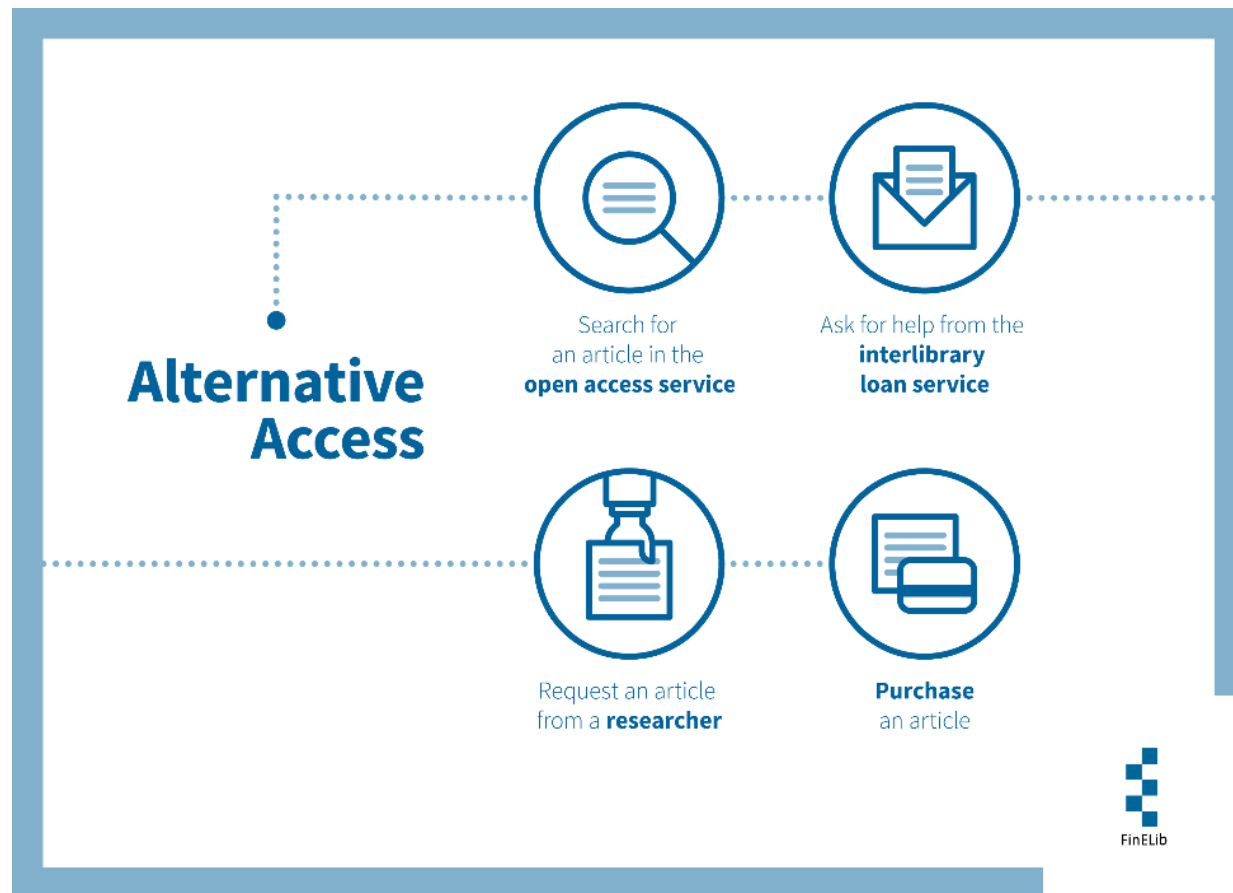 Alternative
Access
Search for
an article in the
open access service
Ask for help from the
interlibrary
loan service
Request an article
from a researcher
Purchase
an article
FinELib